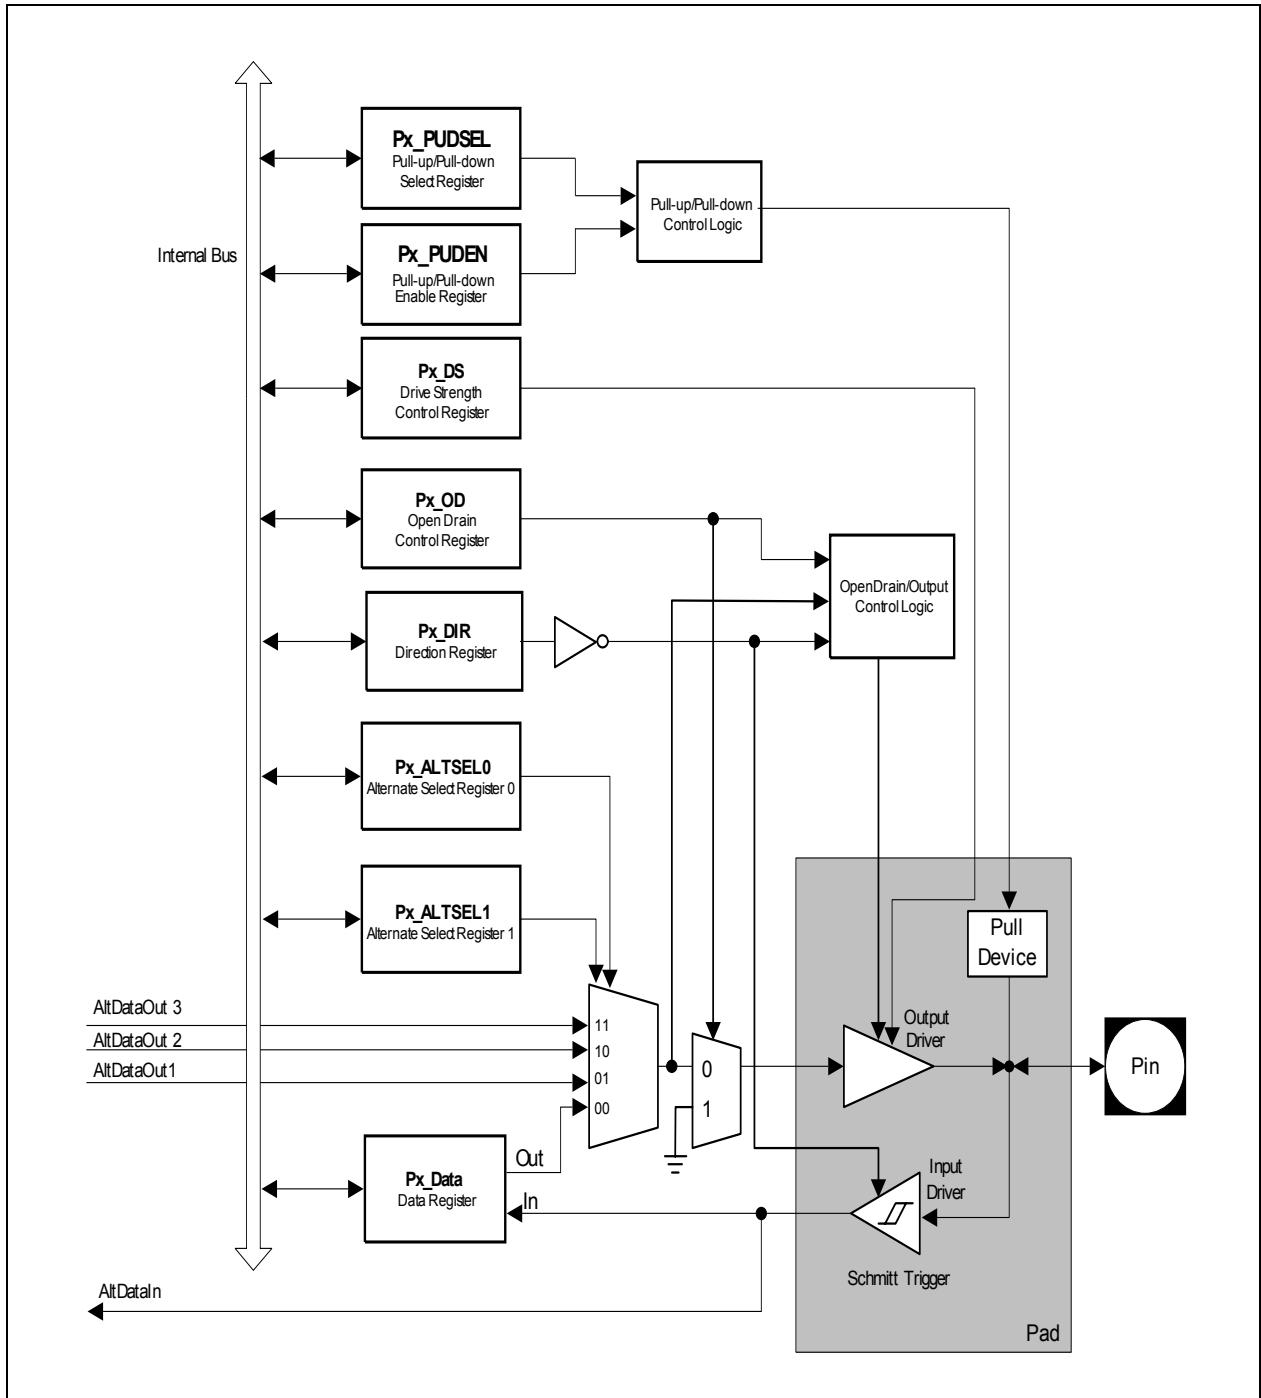 Px_PUDSEL
Pull-up/Pull-down
Select Register
Pull-up/Pull-down
Control Logic
Internal Bus
Px_PUDEN
Pull-up/Pull-down
Enable Register
Px_DS
Drive Strength
Control Register
Px_OD
Open Drain
Control Register
OpenDrain/Output
Control Logic
Px_DIR
Direction Register
Px_ALTSEL0
Alternate Select Register 0
Px_ALTSEL1
Alternate Select Register 1
Pull
Device
AltDataOut 3
AltDataOut 2
AltDataOut1
11
10
01
00
0
1
Output
Driver
Pin
Out
In
Px_Data
Data Register
Input
Driver
Schmitt Trigger
AltDataIn
Pad